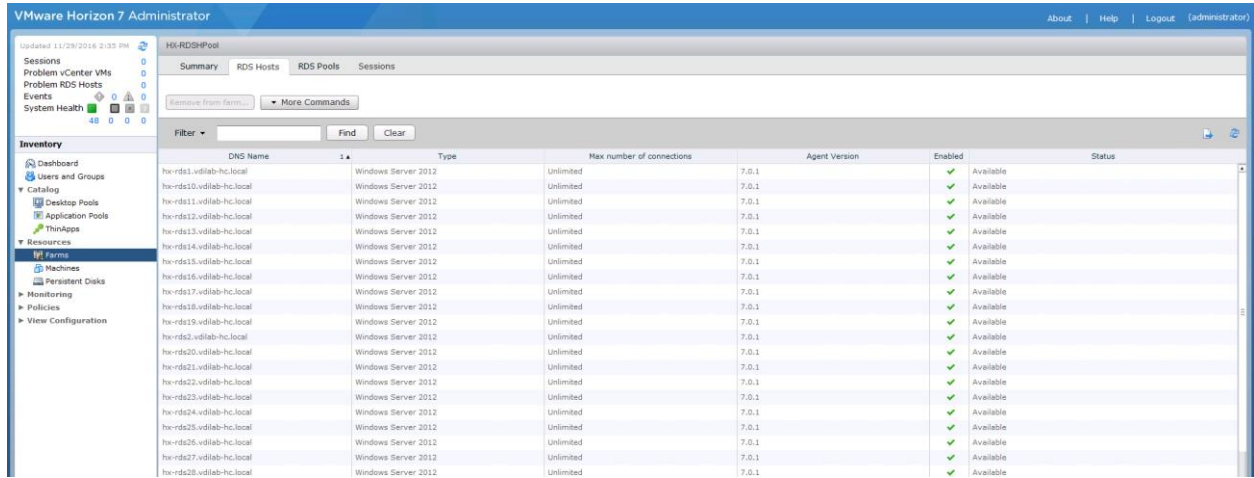 VMware Horizon 7 Administrator
About | Help | Logout (administrator)
Updated 11/29/2016 2:35 PM
Sessions 0
Problem vCenter VMs 0
Problem RDS Hosts 0
Events 0 0
System Health
48 0 0 0
Inventory
Dashboard
Users and Groups
Catalog
Desktop Pools
Application Pools
ThinApps
Resources
Farms
Machines
Persistent Disks
Monitoring
Policies
View Configuration
HX-RDSHPool
Summary RDS Hosts RDS Pools Sessions
Remove from farm... More Commands
Filter Find Clear
DNS Name 1 Type Max number of connections Agent Version Enabled Status
hx-rds1.vdilab-hc.local Windows Server 2012 Unlimited 7.0.1 Available
hx-rds10.vdilab-hc.local Windows Server 2012 Unlimited 7.0.1 Available
hx-rds11.vdilab-hc.local Windows Server 2012 Unlimited 7.0.1 Available
hx-rds12.vdilab-hc.local Windows Server 2012 Unlimited 7.0.1 Available
hx-rds13.vdilab-hc.local Windows Server 2012 Unlimited 7.0.1 Available
hx-rds14.vdilab-hc.local Windows Server 2012 Unlimited 7.0.1 Available
hx-rds15.vdilab-hc.local Windows Server 2012 Unlimited 7.0.1 Available
hx-rds16.vdilab-hc.local Windows Server 2012 Unlimited 7.0.1 Available
hx-rds17.vdilab-hc.local Windows Server 2012 Unlimited 7.0.1 Available
hx-rds18.vdilab-hc.local Windows Server 2012 Unlimited 7.0.1 Available
hx-rds19.vdilab-hc.local Windows Server 2012 Unlimited 7.0.1 Available
hx-rds2.vdilab-hc.local Windows Server 2012 Unlimited 7.0.1 Available
hx-rds20.vdilab-hc.local Windows Server 2012 Unlimited 7.0.1 Available
hx-rds21.vdilab-hc.local Windows Server 2012 Unlimited 7.0.1 Available
hx-rds22.vdilab-hc.local Windows Server 2012 Unlimited 7.0.1 Available
hx-rds23.vdilab-hc.local Windows Server 2012 Unlimited 7.0.1 Available
hx-rds24.vdilab-hc.local Windows Server 2012 Unlimited 7.0.1 Available
hx-rds25.vdilab-hc.local Windows Server 2012 Unlimited 7.0.1 Available
hx-rds26.vdilab-hc.local Windows Server 2012 Unlimited 7.0.1 Available
hx-rds27.vdilab-hc.local Windows Server 2012 Unlimited 7.0.1 Available
hx-rds28.vdilab-hc.local Windows Server 2012 Unlimited 7.0.1 Available